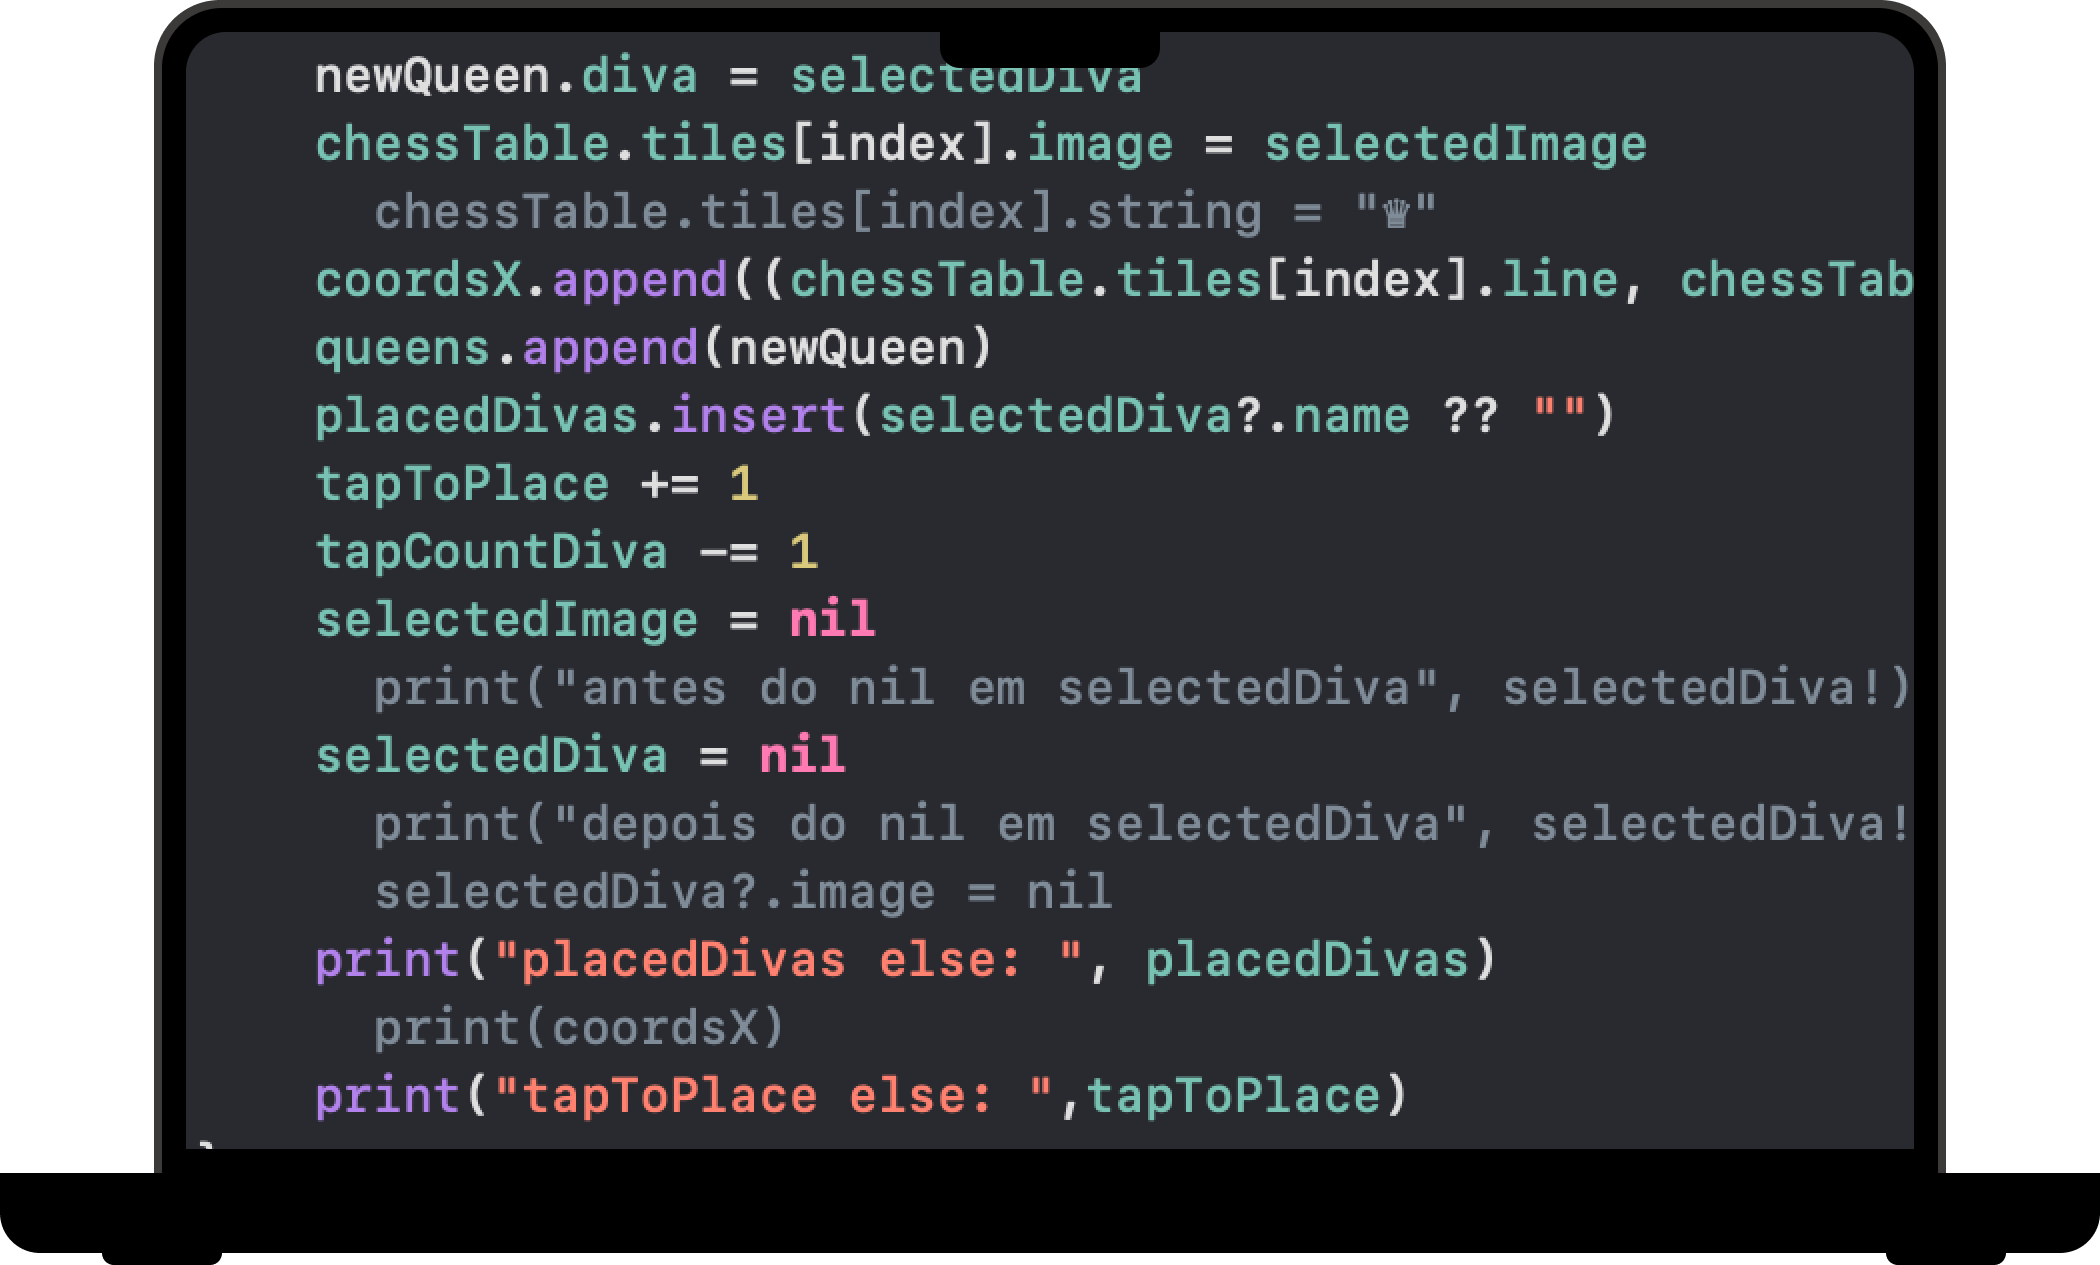 newQueen.diva = selectedDiva
chessTable.tiles[index].image = selectedImage
chessTable.tiles[index].string = "♛"
coordsX.append((chessTable.tiles[index].line, chessTab
queens.append(newQueen)
placedDivas.insert(selectedDiva?.name ?? "")
tapToPlace += 1
tapCountDiva -= 1
selectedImage = nil
print("antes do nil em selectedDiva", selectedDiva!)
selectedDiva = nil
print("depois do nil em selectedDiva", selectedDiva!
selectedDiva?.image = nil
print("placedDivas else: ", placedDivas)
print(coordsX)
print("tapToPlace else: ",tapToPlace)